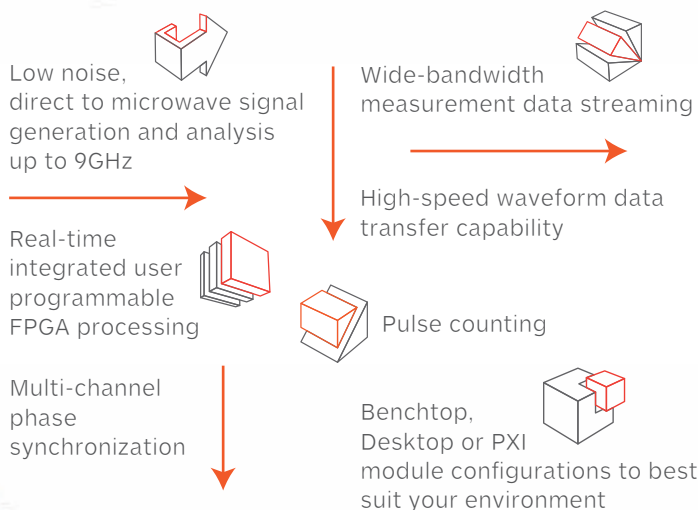 Low noise,
direct to microwave signal
generation and analysis
up to 9GHz
Real-time
integrated user
programmable
FPGA processing
Multi-channel
phase
synchronization
Wide-bandwidth
measurement data streaming
High-speed waveform data
transfer capability
Pulse counting
Benchtop,
Desktop or PXI
module configurations to best
suit your environment